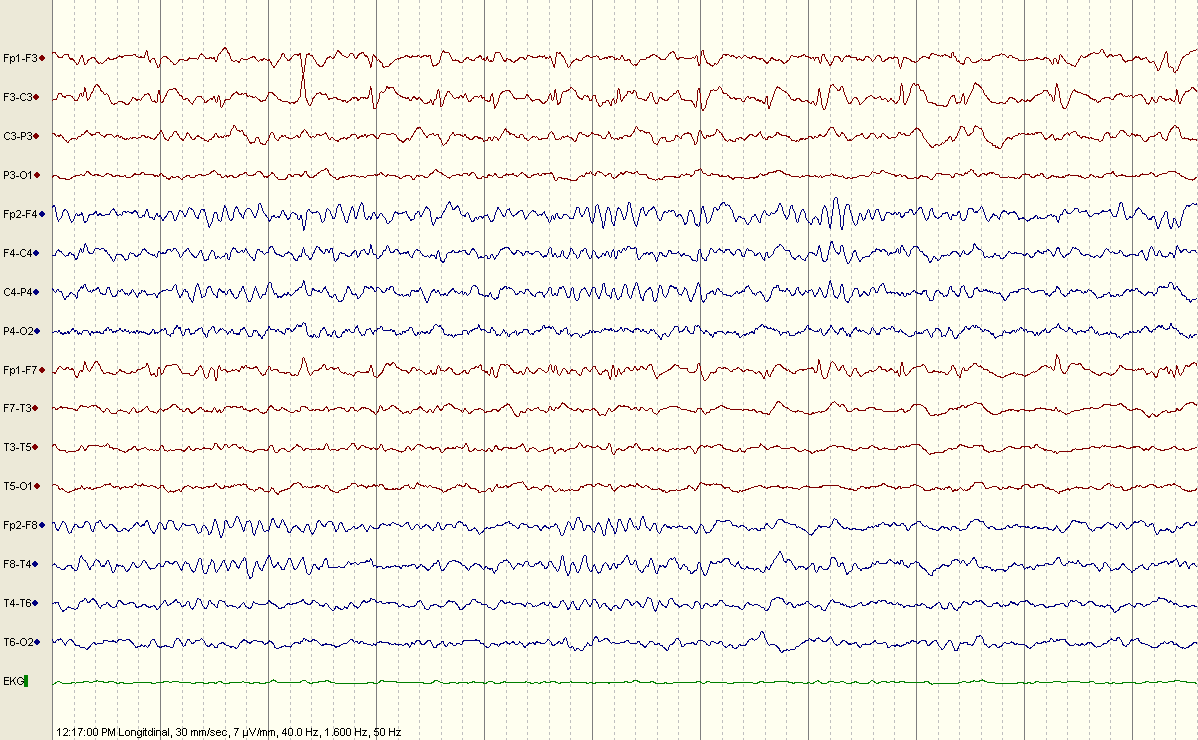 Fp1-F3
F3-C3
C3-P3
P3-O1
Fp2-F4
F4-C4
C4-P4
P4-O2
Fp1-F7
F7-T3
T3-T5
T5-O1
Fp2-F8
F8-T4
T4-T6
T6-O2
EKG
12:17:00 PM Longitdinal, 30 mm/sec, 7 µV/mm, 40.0 Hz, 1.600 Hz, 50 Hz